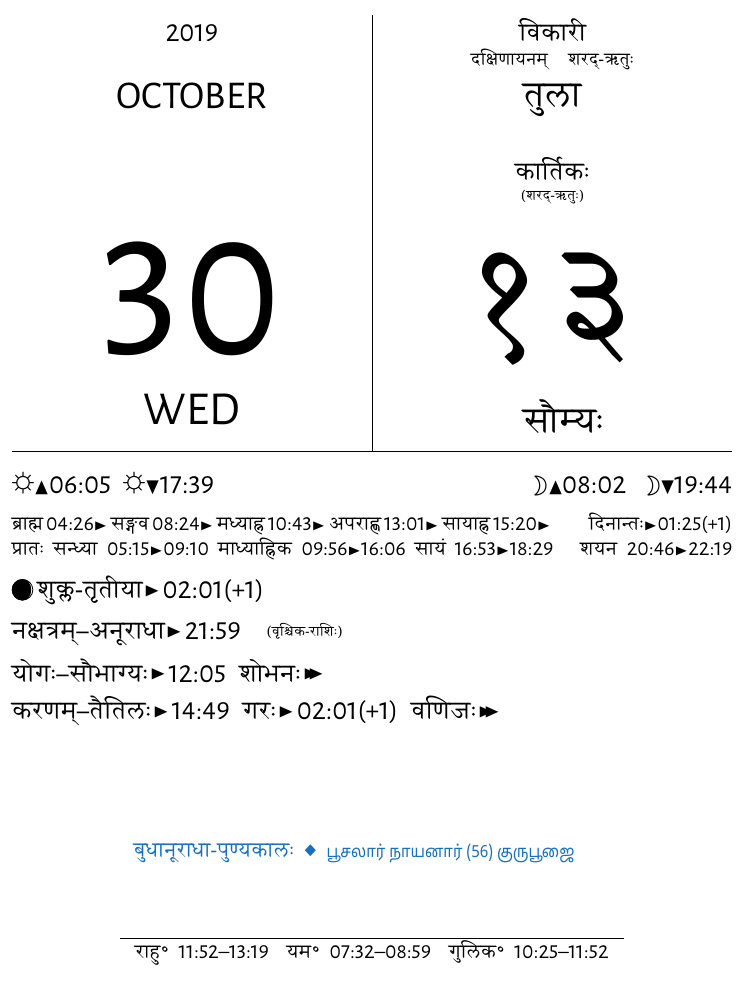 2019
OCTOBER
30
WED
विकारी
दक्षिणायनम् शरद्-ऋतुः
तुला
कार्तिकः
(शरद्-ऋतुः)
१३
सौम्यः
☼▲06:05 ☼▼17:39 ☽▲08:02 ☽▼19:44
ब्राह्म 04:26► सङ्गव 08:24► मध्याह्न 10:43► अपराह्ण 13:01► सायाह्न 15:20► दिनान्तः►01:25(+1)
प्रातः सन्ध्या 05:15►09:10 माध्याह्निक 09:56►16:06 सायं 16:53►18:29 शयन 20:46►22:19
शुक्ल-तृतीया►02:01(+1)
नक्षत्रम्–अनूराधा►21:59 (वृश्चिक-राशिः)
योगः–सौभाग्यः►12:05 शोभनः►►
करणम्–तैतिलः►14:49 गरः►02:01(+1) वणिजः►►
बुधानूराधा-पुण्यकालः ◆ பூசலார் நாயனார் (56) குருபூஜை
राहु° 11:52–13:19 यम° 07:32–08:59 गुलिक° 10:25–11:52